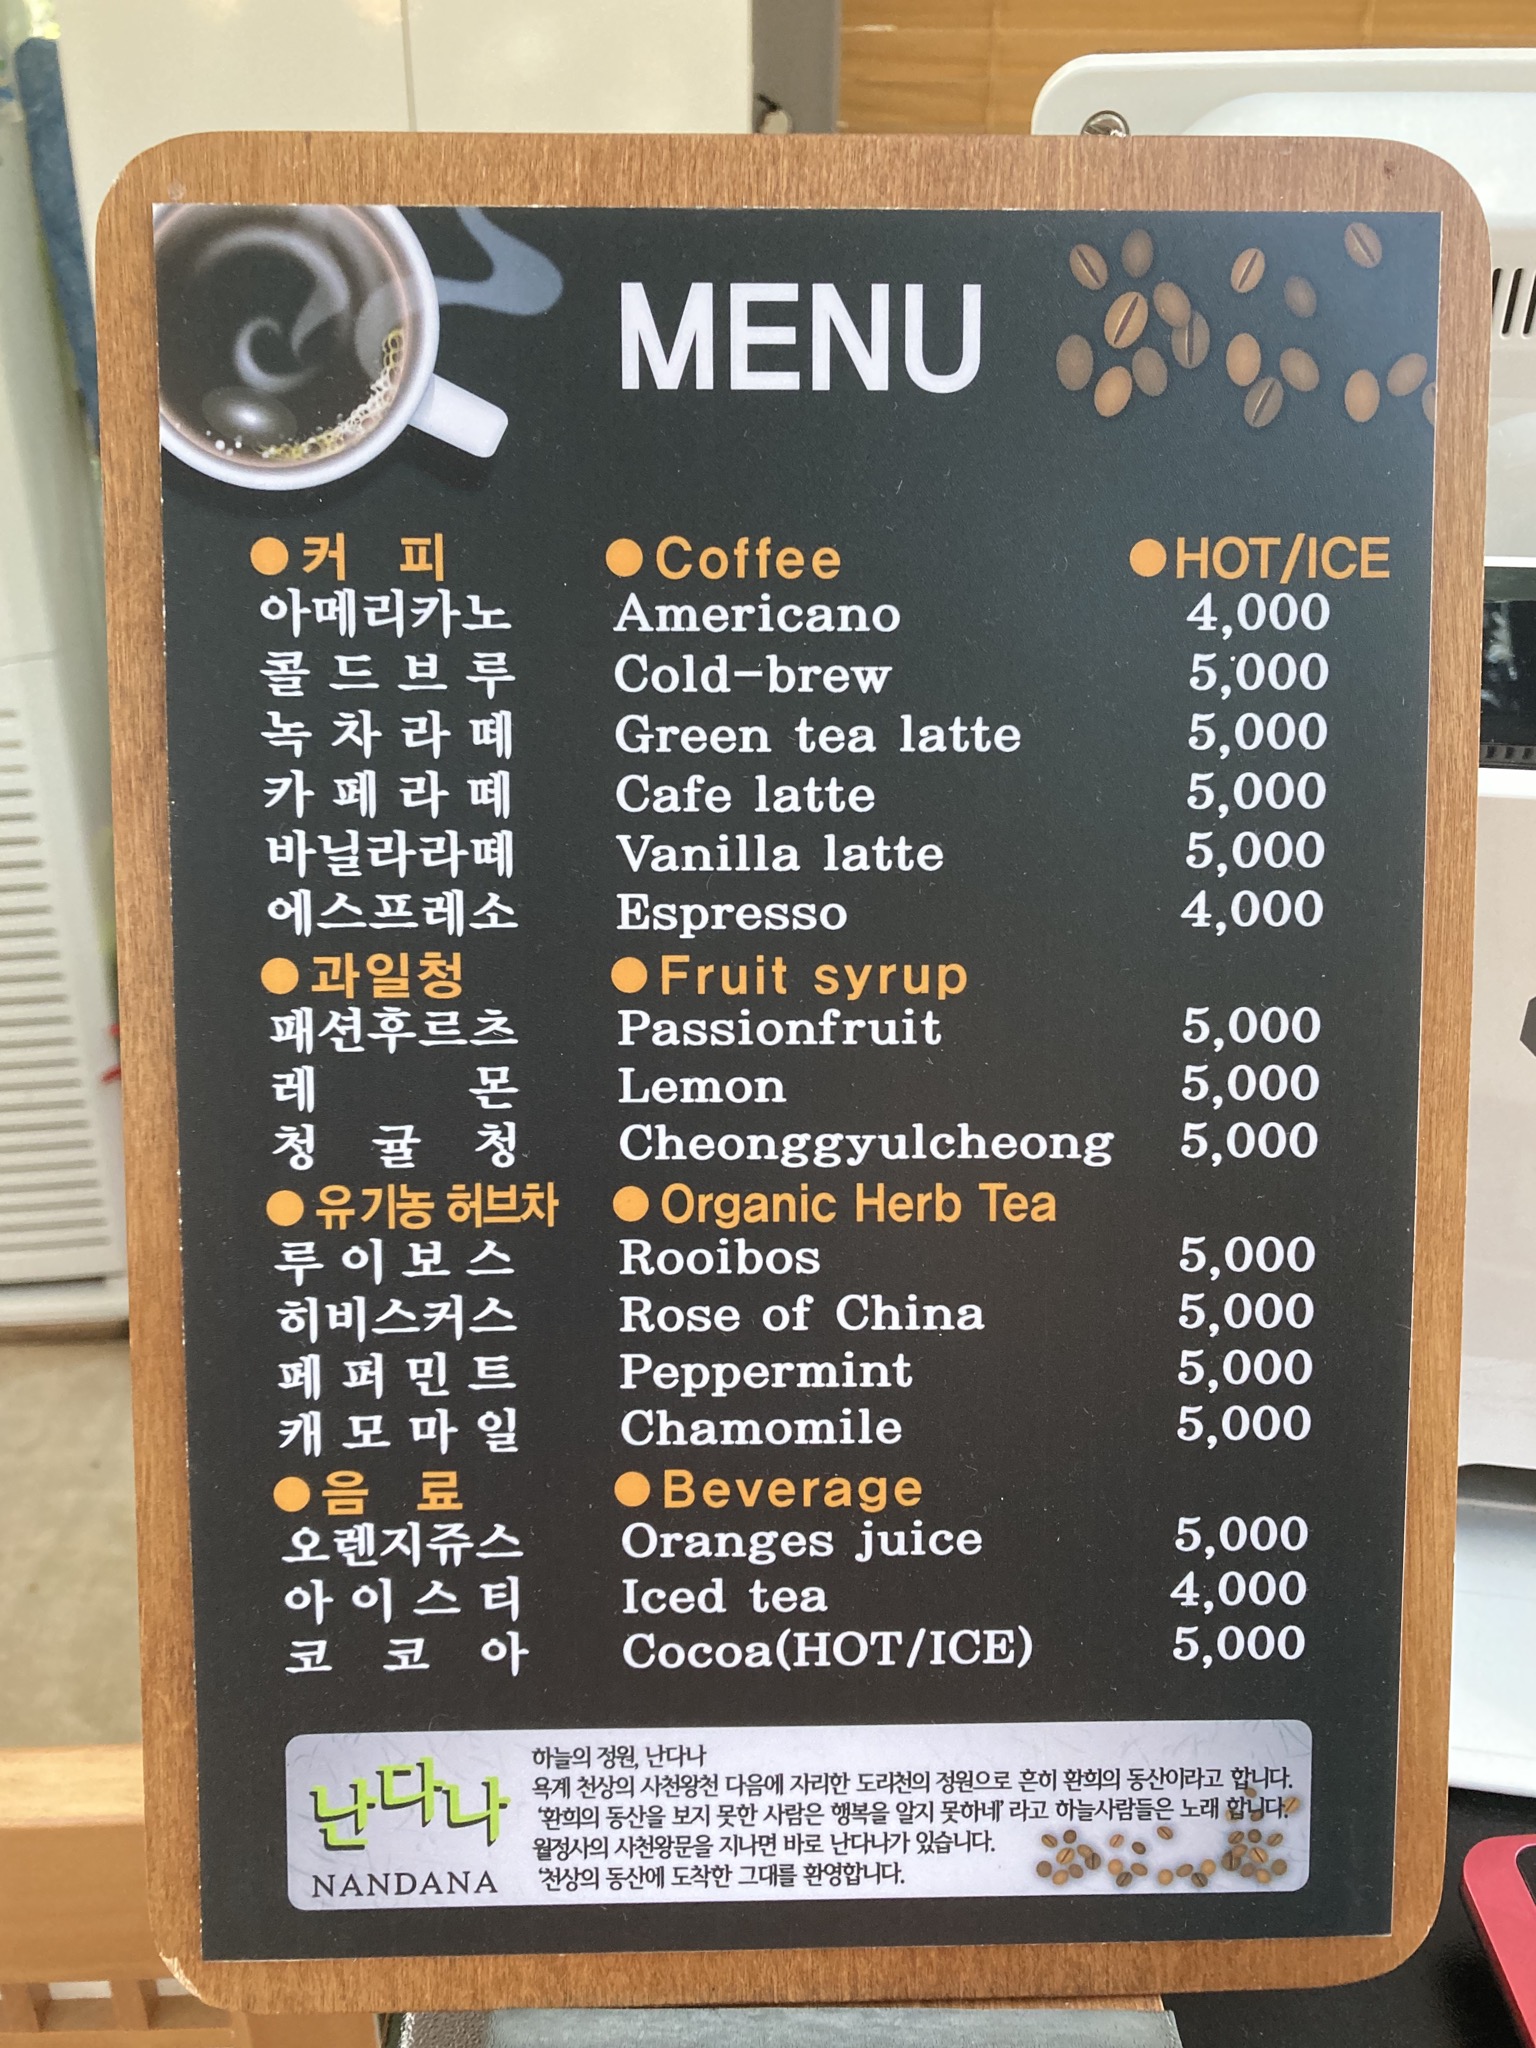 MENU
●커 피 ●Coffee ●HOT/ICE
아메리카노 Americano 4,000
콜드브루 Cold-brew 5,000
녹차라떼 Green tea latte 5,000
카페라떼 Cafe latte 5,000
바닐라라떼 Vanilla latte 5,000
에스프레소 Espresso 4,000
●과일청 ●Fruit syrup
패션후르츠 Passionfruit 5,000
레 몬 Lemon 5,000
청 귤 청 Cheonggyulcheong 5,000
●유기농 허브차 ●Organic Herb Tea
루이보스 Rooibos 5,000
히비스커스 Rose of China 5,000
페퍼민트 Peppermint 5,000
캐모마일 Chamomile 5,000
●음 료 ●Beverage
오렌지쥬스 Oranges juice 5,000
아이스티 Iced tea 4,000
코 코 아 Cocoa(HOT/ICE) 5,000
난다나
NANDANA
하늘의 정원, 난다나
욕계 천상의 사천왕천 다음에 자리한 도리천의 정원으로 흔히 환희의 동산이라고 합니다.
'환희의 동산을 보지 못한 사람은 행복을 알지 못하네' 라고 하늘사람들은 노래 합니다.
월정사의 사천왕문을 지나면 바로 난다나가 있습니다.
'천상의 동산에 도착한 그대를 환영합니다.